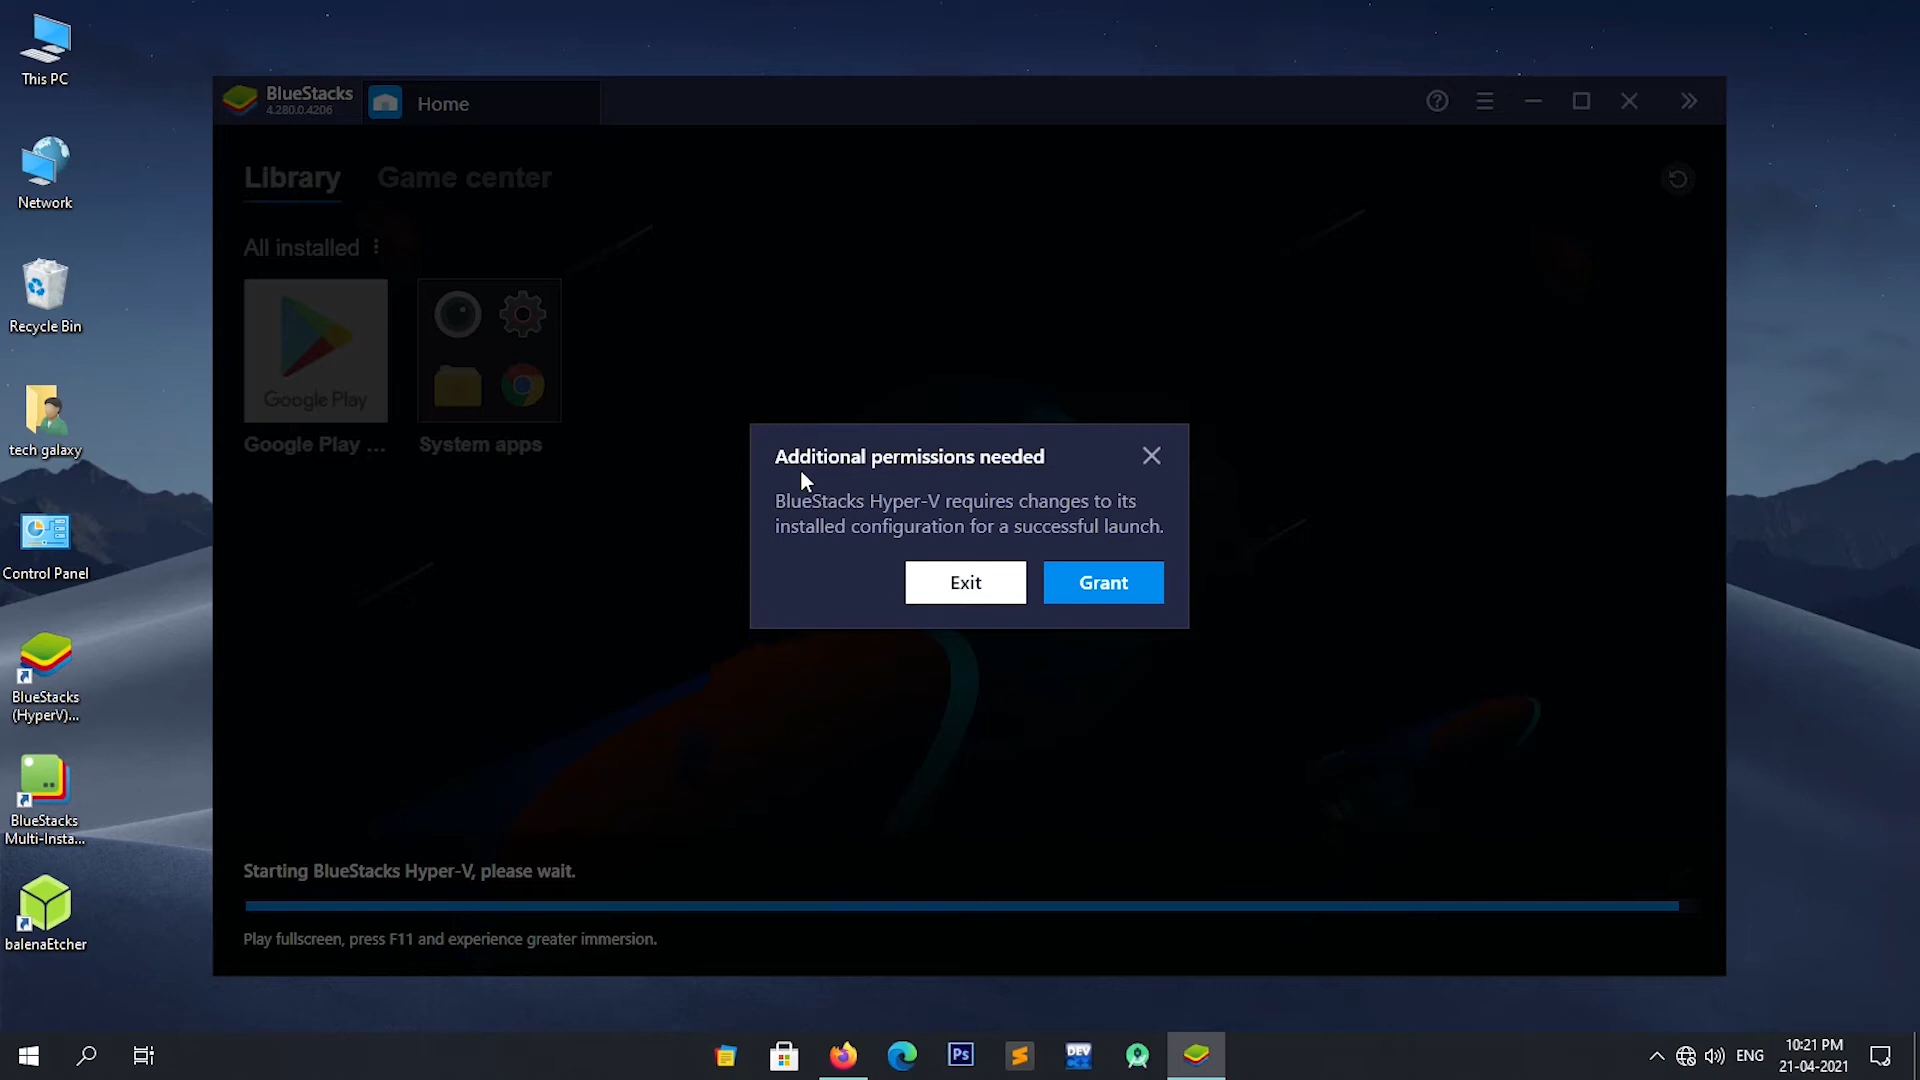 This PC
Network
Recycle Bin
tech galaxy
Control Panel
BlueStacks
(HyperV)...
BlueStacks
Multi-Insta...
balenaEtcher
BlueStacks
4.280.0.4206
Home
Library
Game center
All installed
Google Play
Google Play ...
System apps
Additional permissions needed
BlueStacks Hyper-V requires changes to its
installed configuration for a successful launch.
Exit
Grant
Starting BlueStacks Hyper-V, please wait.
Play fullscreen, press F11 and experience greater immersion.
Ps
DEV
ENG
10:21 PM
21-04-2021